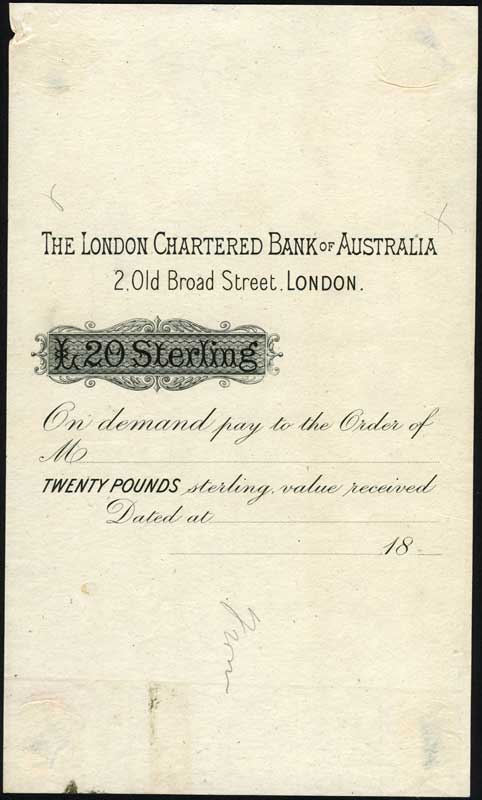 THE LONDON CHARTERED BANK OF AUSTRALIA
2, Old Broad Street, LONDON.
£20 Sterling
On demand pay to the Order of
M
TWENTY POUNDS sterling, value received
Dated at
18